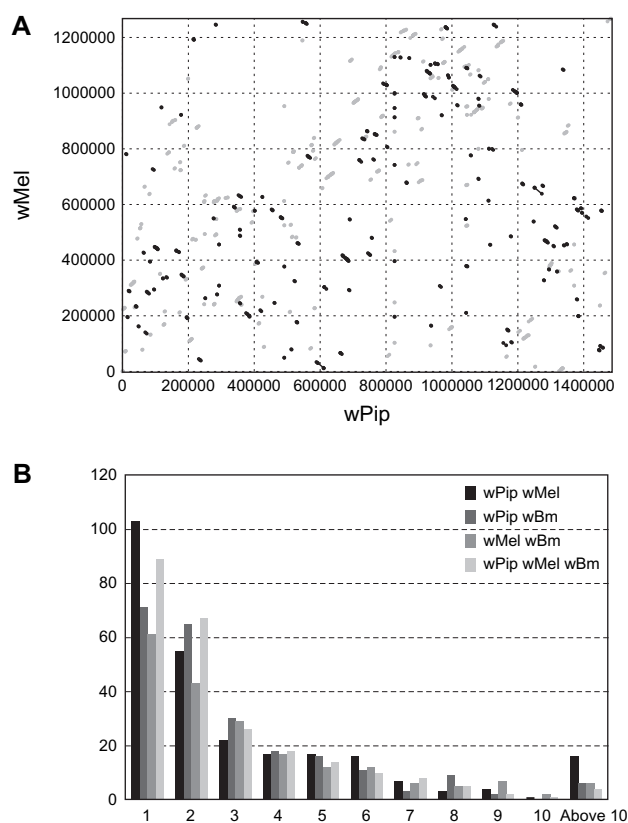 A
1200000
1000000
800000
600000
400000
200000
0
wMel
0 200000 400000 600000 800000 1000000 1200000 1400000
wPip
B
120
100
80
60
40
20
0
wPip wMel
wPip wBm
wMel wBm
wPip wMel wBm
1 2 3 4 5 6 7 8 9 10 Above 10